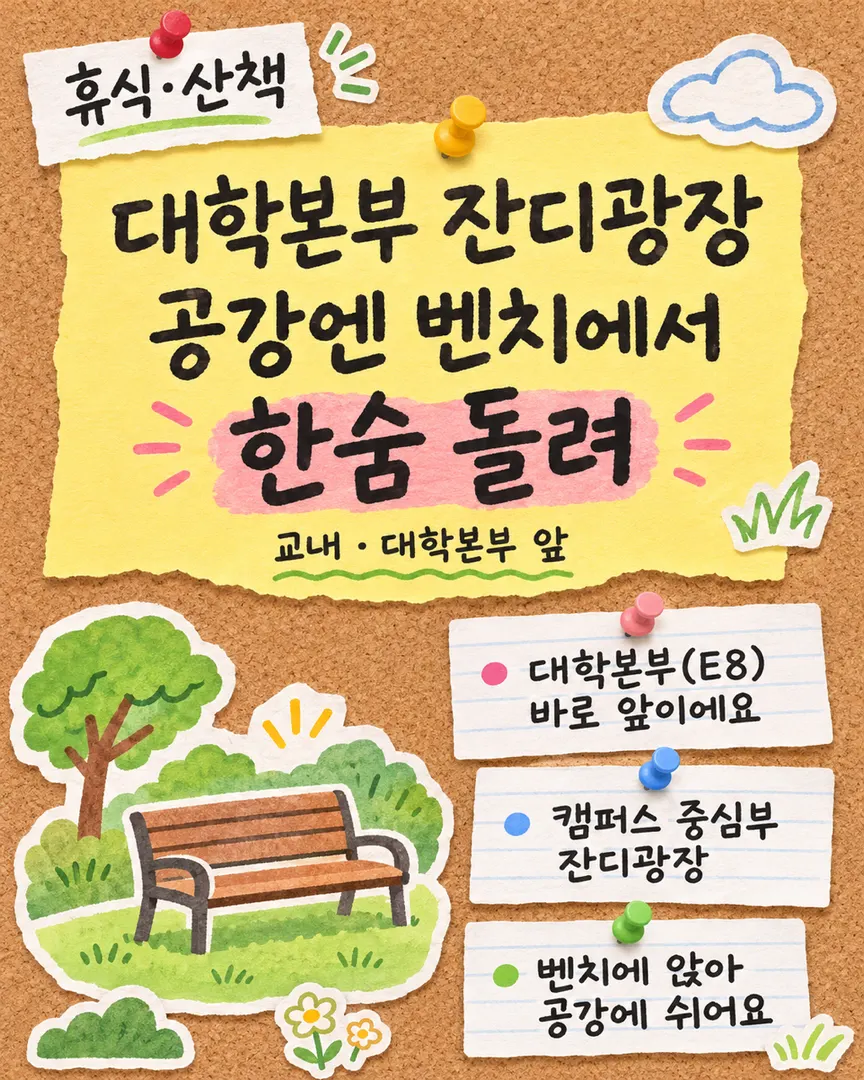 휴식·산책
대학본부 잔디광장
공강엔 벤치에서
한숨 돌려
교내 · 대학본부 앞
대학본부(E8)
바로 앞이에요
캠퍼스 중심부
잔디광장
벤치에 앉아
공강에 쉬어요